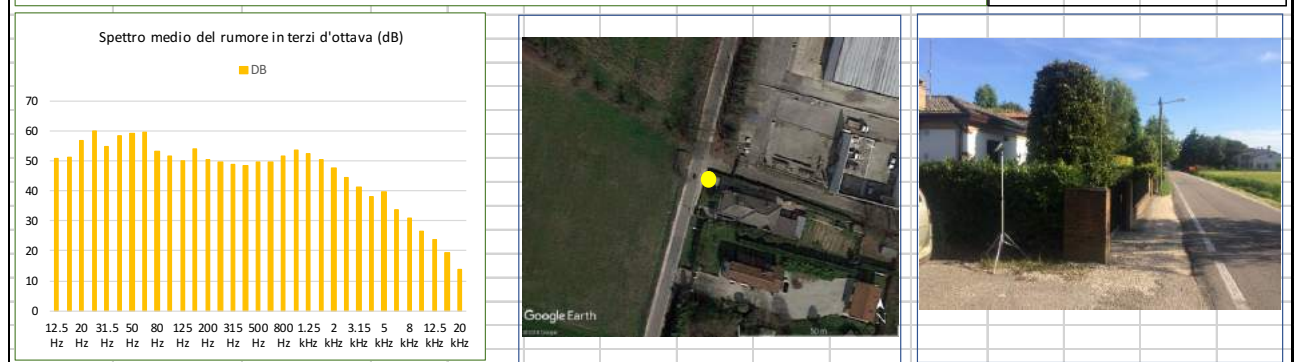 Spettro medio del rumore in terzi d'ottava (dB)
DB
70
60
50
40
30
20
10
0
12.5 Hz
20 Hz
31.5 Hz
50 Hz
80 Hz
125 Hz
200 Hz
315 Hz
500 Hz
800 Hz
1.25 kHz
2 kHz
3.15 kHz
5 kHz
8 kHz
12.5 kHz
20 kHz
Google Earth
50 m
N